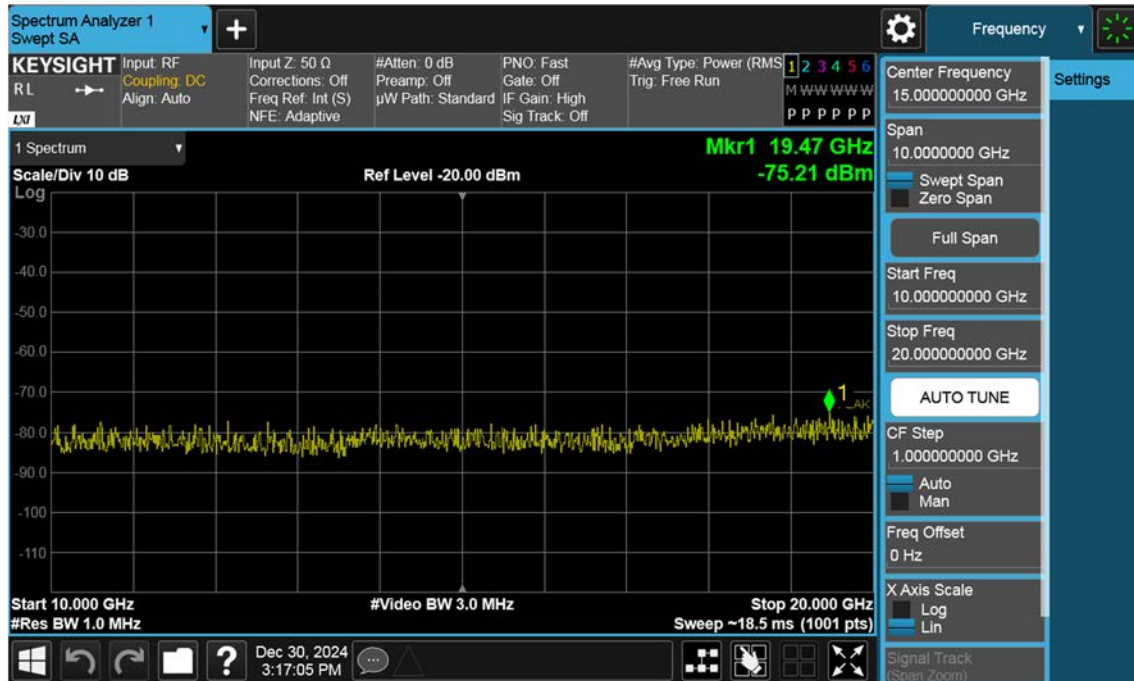 Spectrum Analyzer 1
Swept SA
Frequency
KEYSIGHT
RL
LXI
Input: RF
Coupling: DC
Align: Auto
Input Z: 50 Ω
Corrections: Off
Freq Ref: Int (S)
NFE: Adaptive
#Atten: 0 dB
Preamp: Off
µW Path: Standard
PNO: Fast
Gate: Off
IF Gain: High
Sig Track: Off
#Avg Type: Power (RMS
Trig: Free Run
1 2 3 4 5 6
M W W W W W
P P P P P P
1 Spectrum
Mkr1 19.47 GHz
-75.21 dBm
Scale/Div 10 dB
Ref Level -20.00 dBm
Log
-30.0
-40.0
-50.0
-60.0
-70.0
-80.0
-90.0
-100
-110
1
Start 10.000 GHz
#Video BW 3.0 MHz
Stop 20.000 GHz
#Res BW 1.0 MHz
Sweep ~18.5 ms (1001 pts)
?
Dec 30, 2024
3:17:05 PM
Center Frequency
15.000000000 GHz
Settings
Span
10.0000000 GHz
Swept Span
Zero Span
Full Span
Start Freq
10.000000000 GHz
Stop Freq
20.000000000 GHz
AUTO TUNE
CF Step
1.000000000 GHz
Auto
Man
Freq Offset
0 Hz
X Axis Scale
Log
Lin
Signal Track
(Span Zoom)